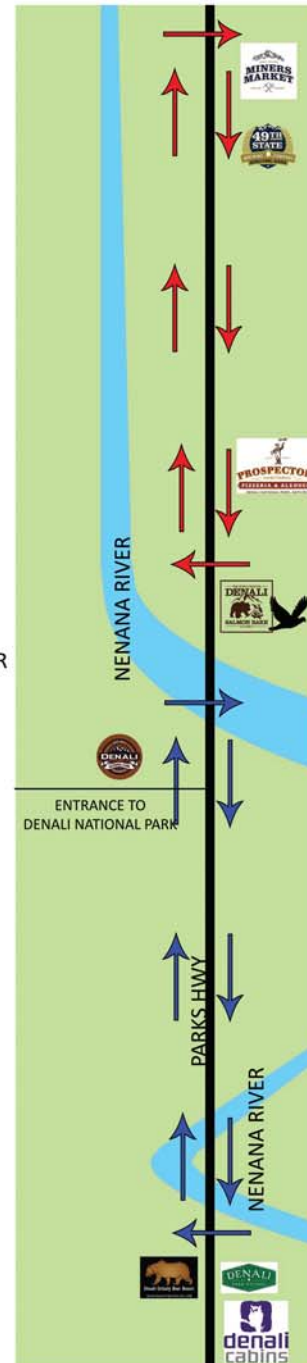 MINERS
MARKET
49TH
STATE
PROSPECTORS
PIZZERIA & ALEHOUSE
DENALI
SALMON BAKE
NENANA RIVER
R
DENALI
ENTRANCE TO
DENALI NATIONAL PARK
PARKS HWY
NENANA RIVER
DENALI
denali
cabins